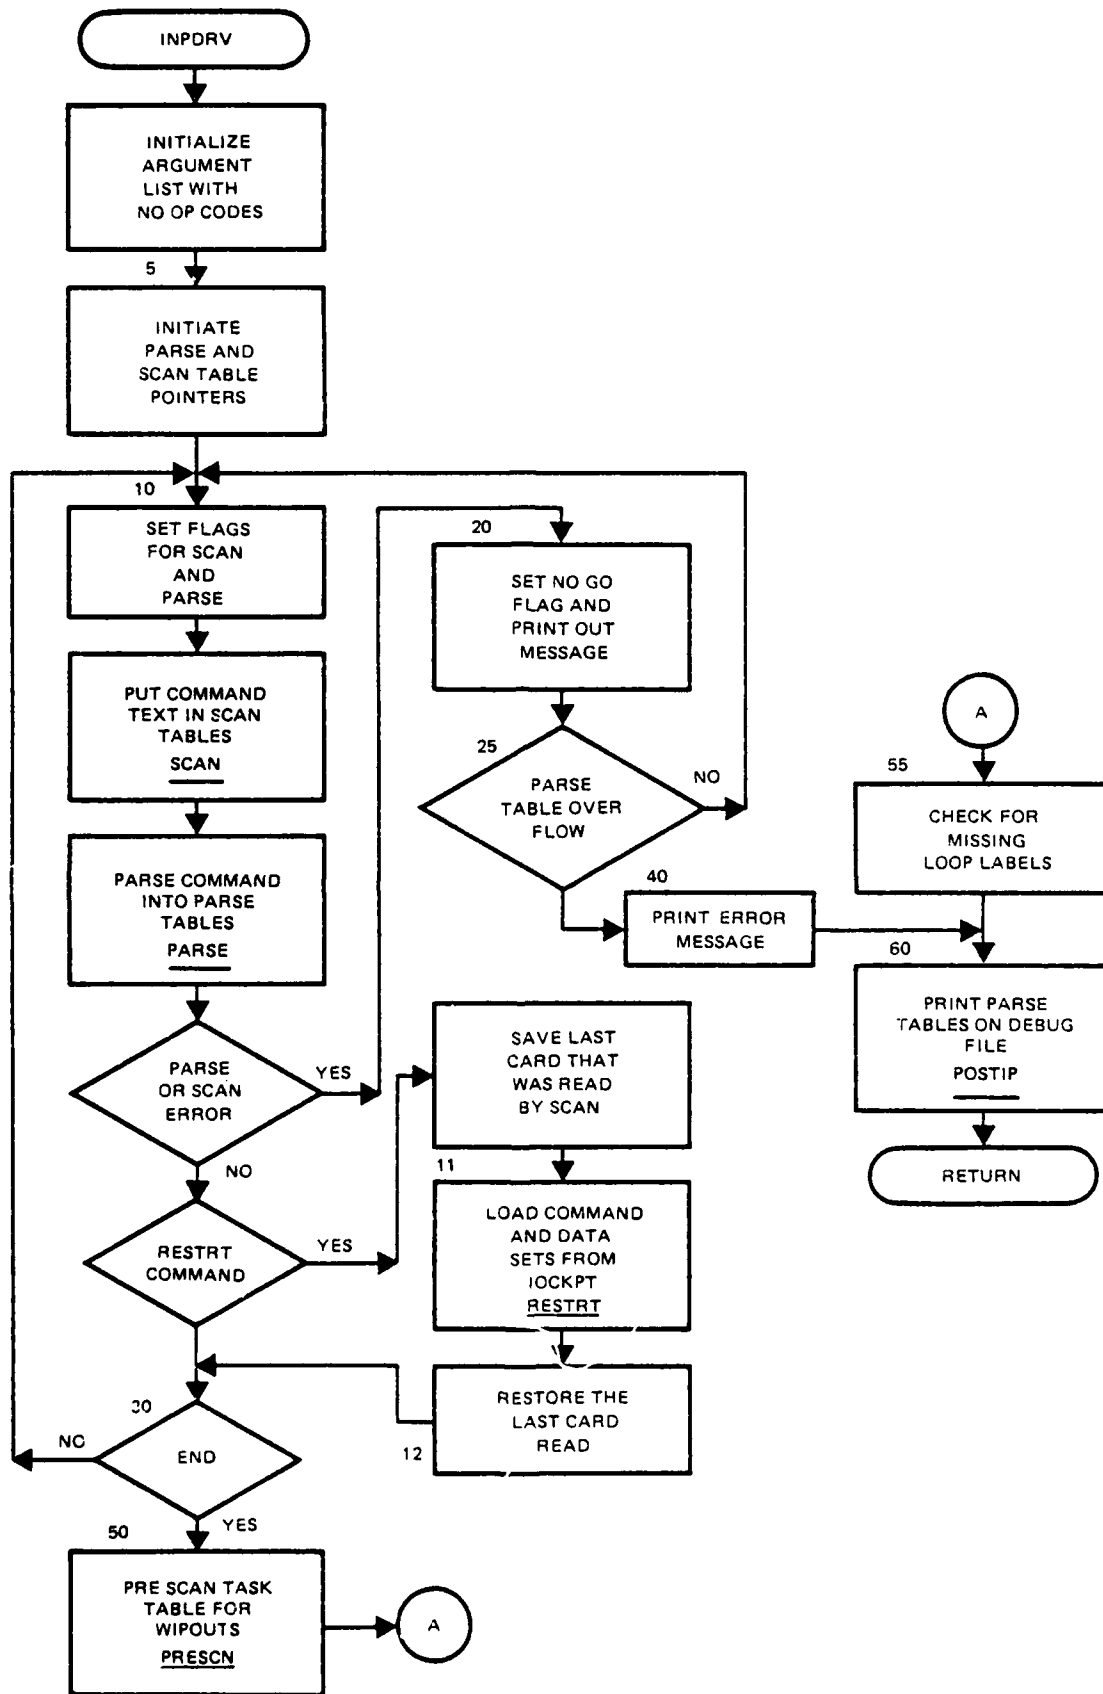 INPDRV
INITIALIZE
ARGUMENT
LIST WITH
NO OP CODES
5
INITIATE
PARSE AND
SCAN TABLE
POINTERS
10
SET FLAGS
FOR SCAN
AND
PARSE
PUT COMMAND
TEXT IN SCAN
TABLES
SCAN
PARSE COMMAND
INTO PARSE
TABLES
PARSE
PARSE
OR SCAN
ERROR
YES
NO
RESTRT
COMMAND
YES
30
END
NO
YES
50
PRE SCAN TASK
TABLE FOR
WIPOUTS
PRESCN
A
20
SET NO GO
FLAG AND
PRINT OUT
MESSAGE
25
PARSE
TABLE OVER
FLOW
NO
40
PRINT ERROR
MESSAGE
SAVE LAST
CARD THAT
WAS READ
BY SCAN
11
LOAD COMMAND
AND DATA
SETS FROM
IOCKPT
RESTRT
RESTORE THE
LAST CARD
READ
12
A
55
CHECK FOR
MISSING
LOOP LABELS
60
PRINT PARSE
TABLES ON DEBUG
FILE
POSTIP
RETURN